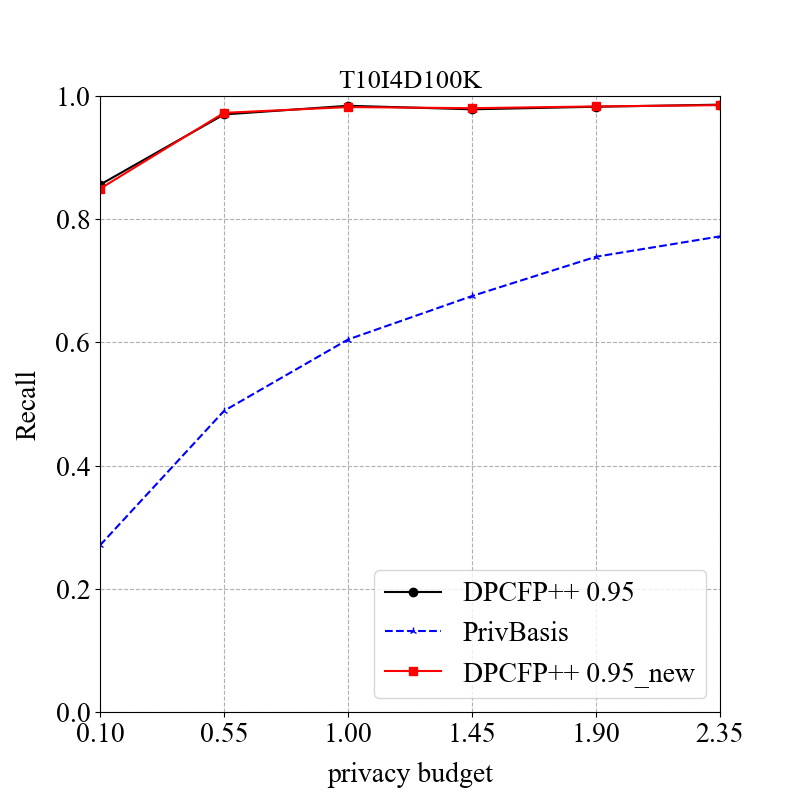 T10I4D100K
1.0
0.8
0.6
0.4
0.2
0.0
Recall
DPCFP++ 0.95
PrivBasis
DPCFP++ 0.95_new
0.10 0.55 1.00 1.45 1.90 2.35
privacy budget